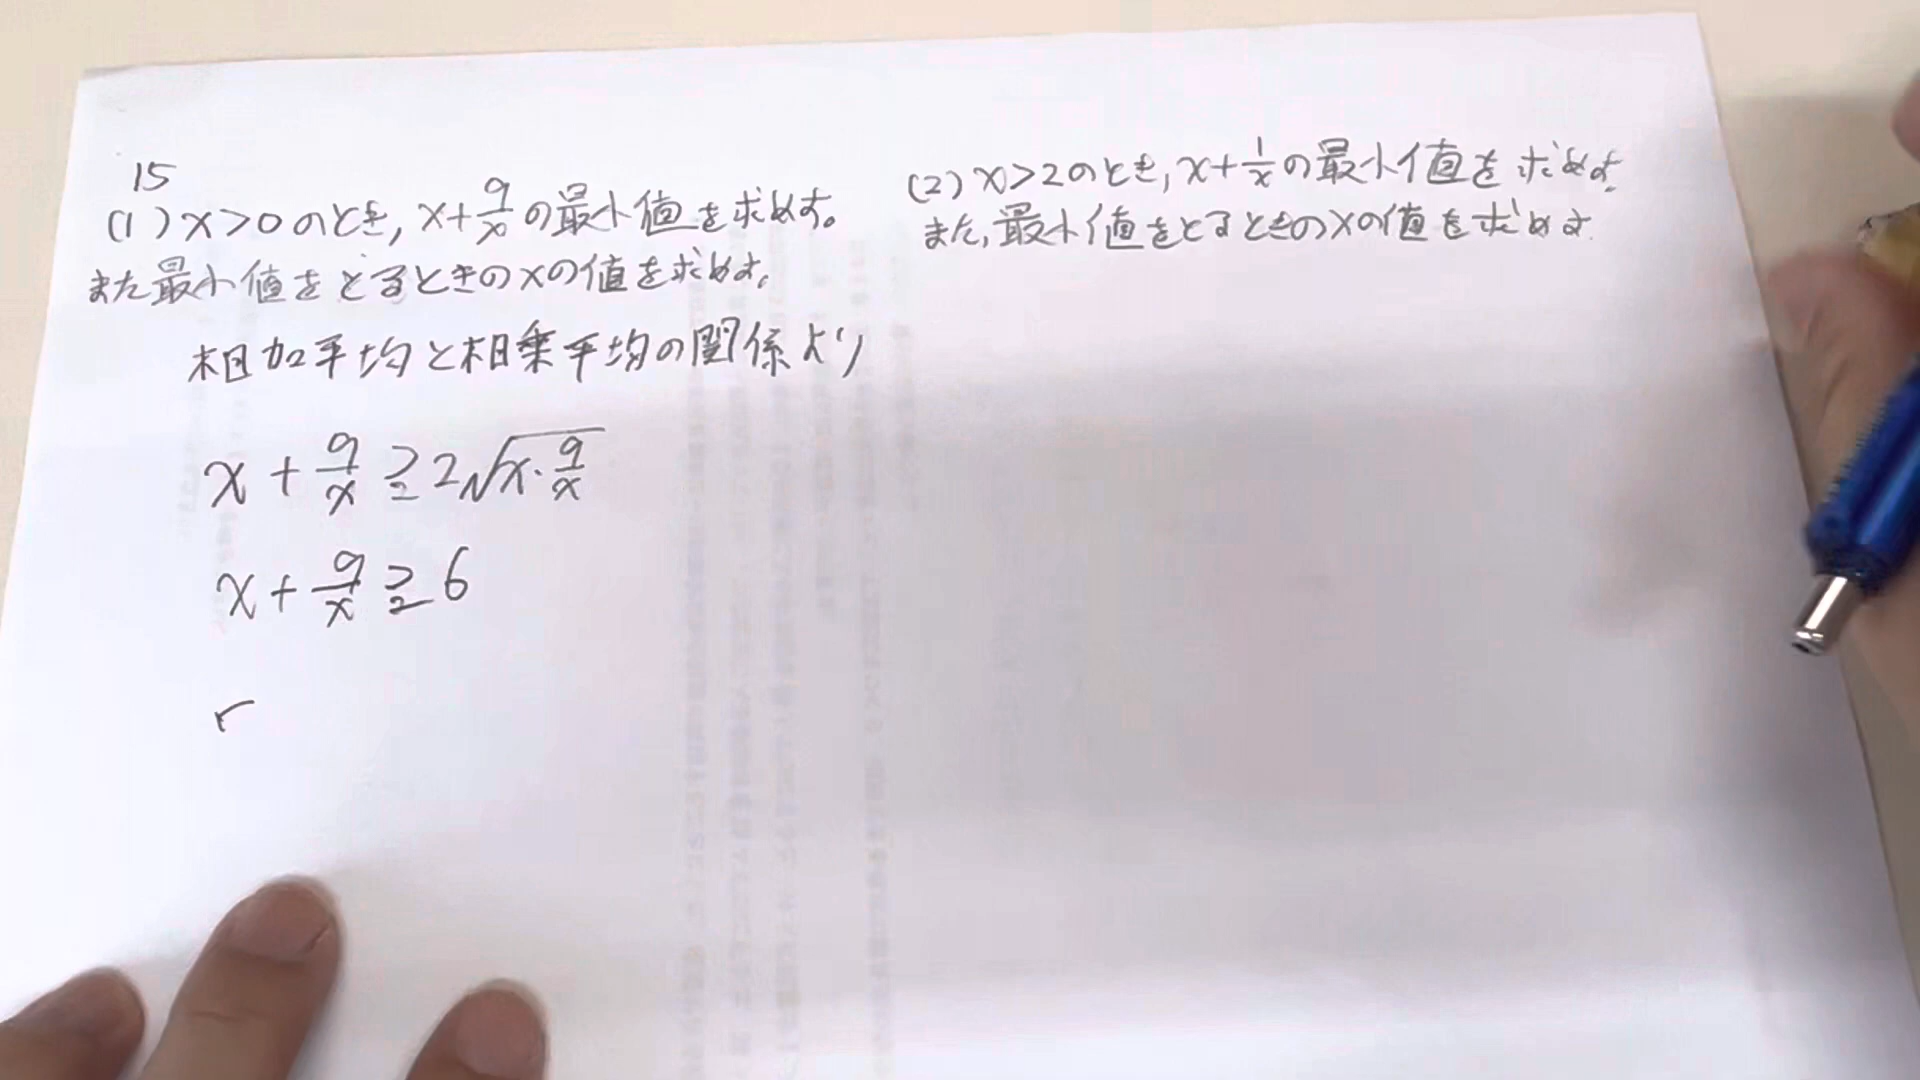 15
(1) x>0のとき, x+9/xの最小値を求めよ。
また最小値をとるときのxの値を求めよ。
相加平均と相乗平均の関係より
x + 9/x ≧ 2√(x・9/x)
x + 9/x ≧ 6
(2) x>2のとき, x+1/xの最小値を求めよ。
また, 最小値をとるときのxの値を求めよ.